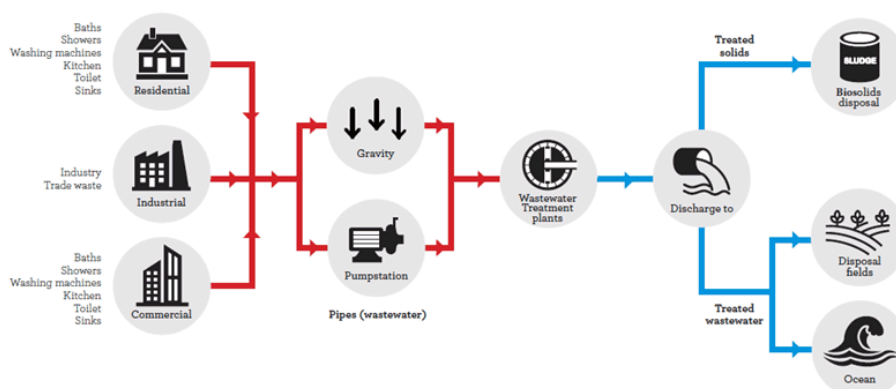 Baths
Showers
Washing machines
Kitchen
Toilet
Sinks
Residential
Industry
Trade waste
Industrial
Baths
Showers
Washing machines
Kitchen
Toilet
Sinks
Commercial
Gravity
Pumpstation
Pipes (wastewater)
Wastewater
Treatment
plants
Discharge to
Treated
solids
SLUDGE
Biosolids
disposal
Disposal
fields
Treated
wastewater
Ocean